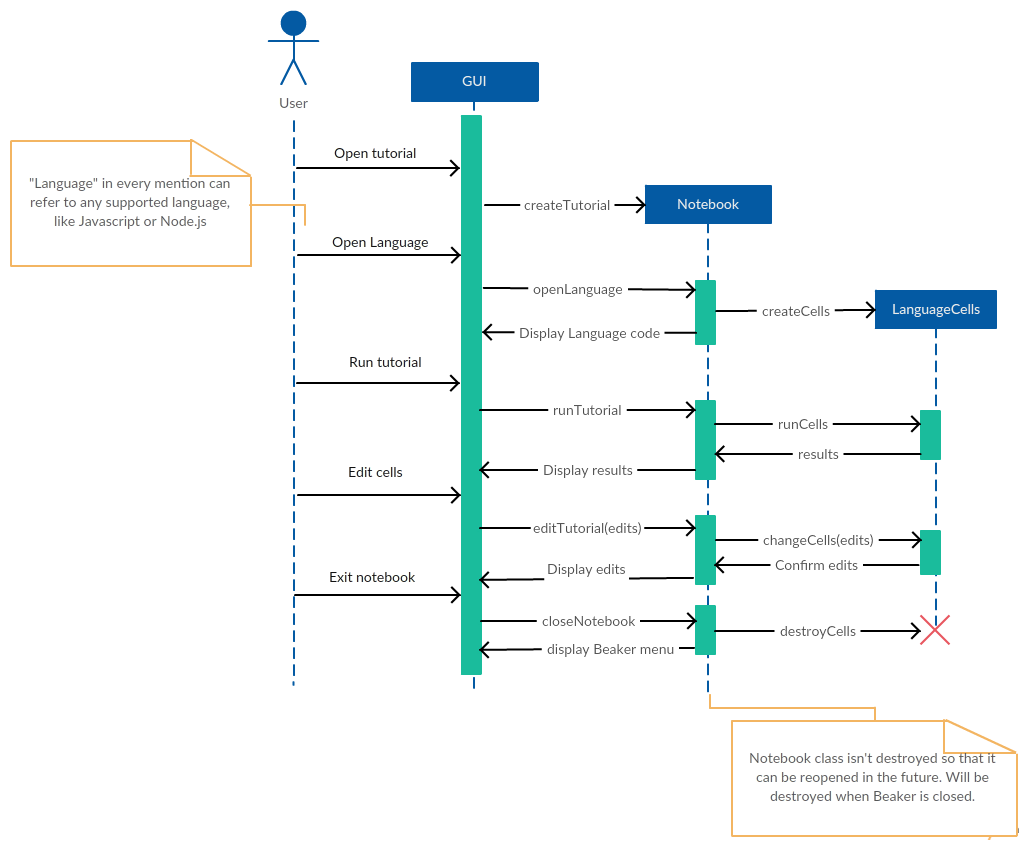 GUI
User
Open tutorial
"Language" in every mention can
refer to any supported language,
like Javascript or Node.js
createTutorial
Notebook
Open Language
openLanguage
createCells
LanguageCells
Display Language code
Run tutorial
runTutorial
runCells
results
Display results
Edit cells
editTutorial(edits)
changeCells(edits)
Confirm edits
Display edits
Exit notebook
closeNotebook
destroyCells
display Beaker menu
Notebook class isn't destroyed so that it
can be reopened in the future. Will be
destroyed when Beaker is closed.